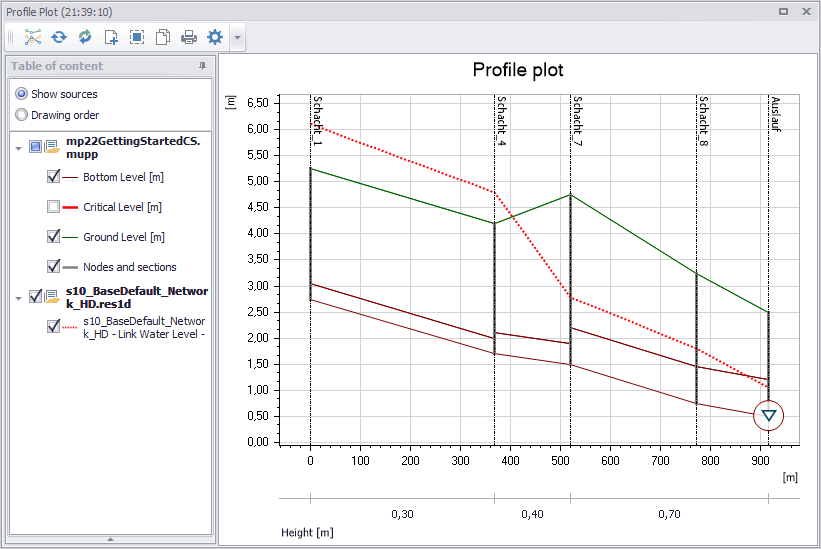 Profile Plot (21:39:10)
Table of content
Show sources
Drawing order
mp22GettingStartedCS.
mupp
Bottom Level [m]
Critical Level [m]
Ground Level [m]
Nodes and sections
s10_BaseDefault_Networ
k_HD.res1d
s10_BaseDefault_Networ
k_HD - Link Water Level -
Profile plot
[m]
6,50
6,00
5,50
5,00
4,50
4,00
3,50
3,00
2,50
2,00
1,50
1,00
0,50
0,00
Schacht_1
Schacht_4
Schacht_7
Schacht_8
Auslauf
0 100 200 300 400 500 600 700 800 900
[m]
0,30 0,40 0,70
Height [m]